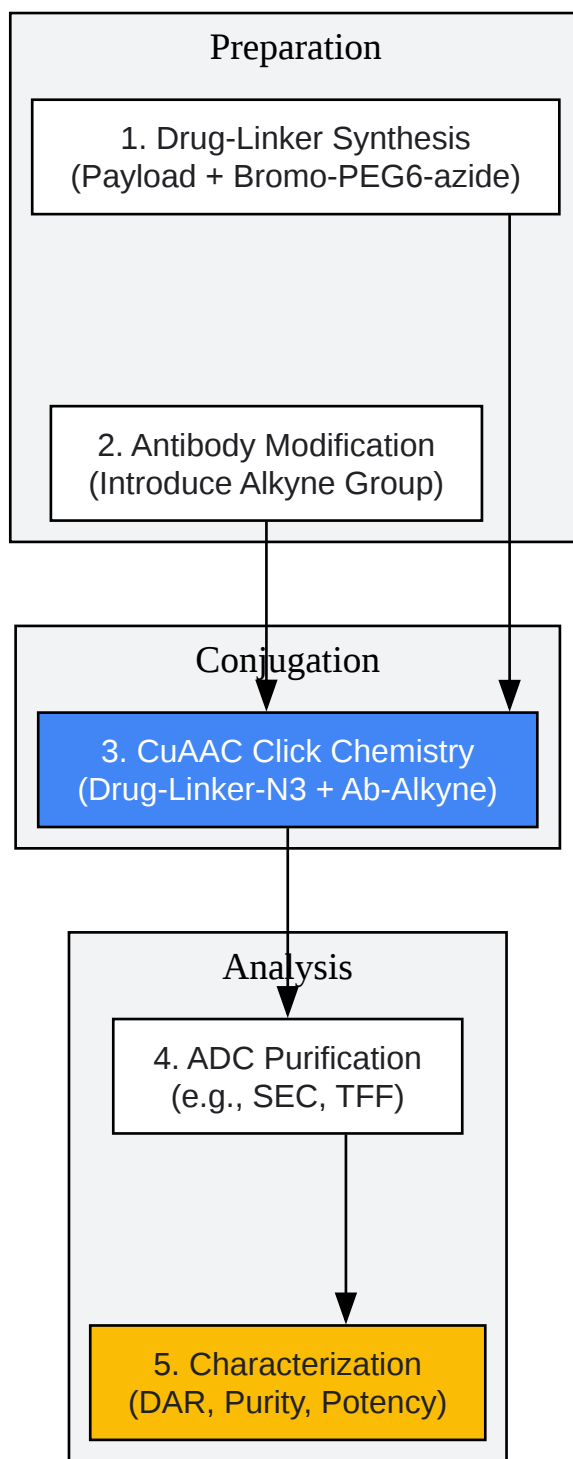 Preparation
1. Drug-Linker Synthesis
(Payload + Bromo-PEG6-azide)
2. Antibody Modification
(Introduce Alkyne Group)
Conjugation
3. CuAAC Click Chemistry
(Drug-Linker-N3 + Ab-Alkyne)
Analysis
4. ADC Purification
(e.g., SEC, TFF)
5. Characterization
(DAR, Purity, Potency)